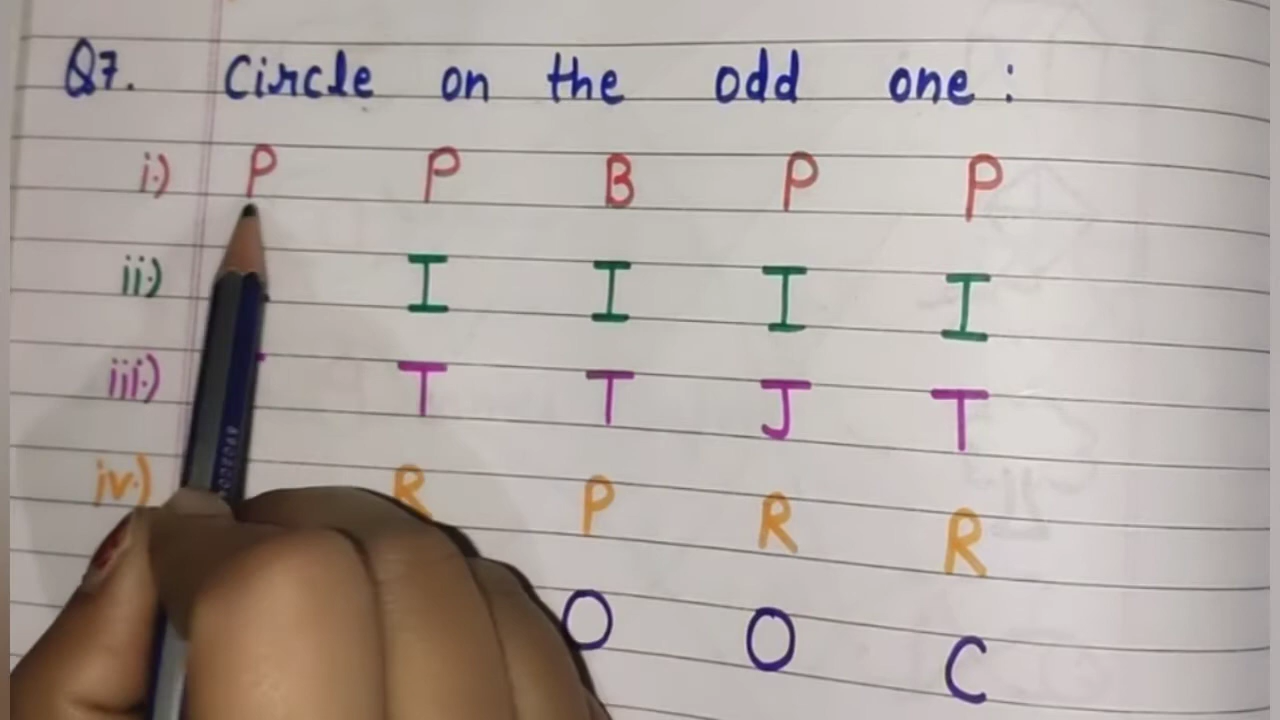 Q7. Circle on the odd one:
i.) P P B P P
ii.) I I I I
iii.) T T J T
iv.) R P R R
O O C